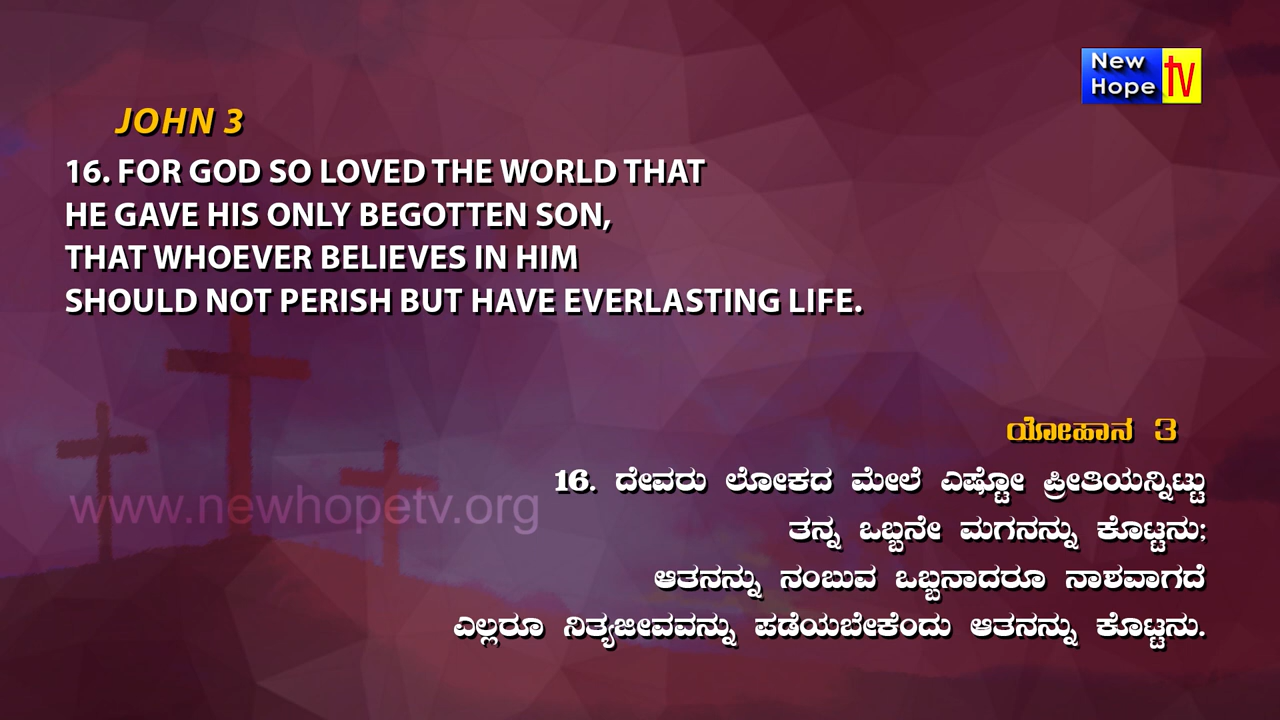 New
Hope
tv
JOHN 3
16. FOR GOD SO LOVED THE WORLD THAT
HE GAVE HIS ONLY BEGOTTEN SON,
THAT WHOEVER BELIEVES IN HIM
SHOULD NOT PERISH BUT HAVE EVERLASTING LIFE.
ಯೋಹಾನ 3
16. ದೇವರು ಲೋಕದ ಮೇಲೆ ಎಷ್ಟೋ ಪ್ರೀತಿಯನ್ನಿಟ್ಟು
www.newhopetv.org
ತನ್ನ ಒಬ್ಬನೇ ಮಗನನ್ನು ಕೊಟ್ಟನು;
ಆತನನ್ನು ನಂಬುವ ಒಬ್ಬನಾದರೂ ನಾಶವಾಗದೆ
ಎಲ್ಲರೂ ನಿತ್ಯಜೀವವನ್ನು ಪಡೆಯಬೇಕೆಂದು ಆತನನ್ನು ಕೊಟ್ಟನು.